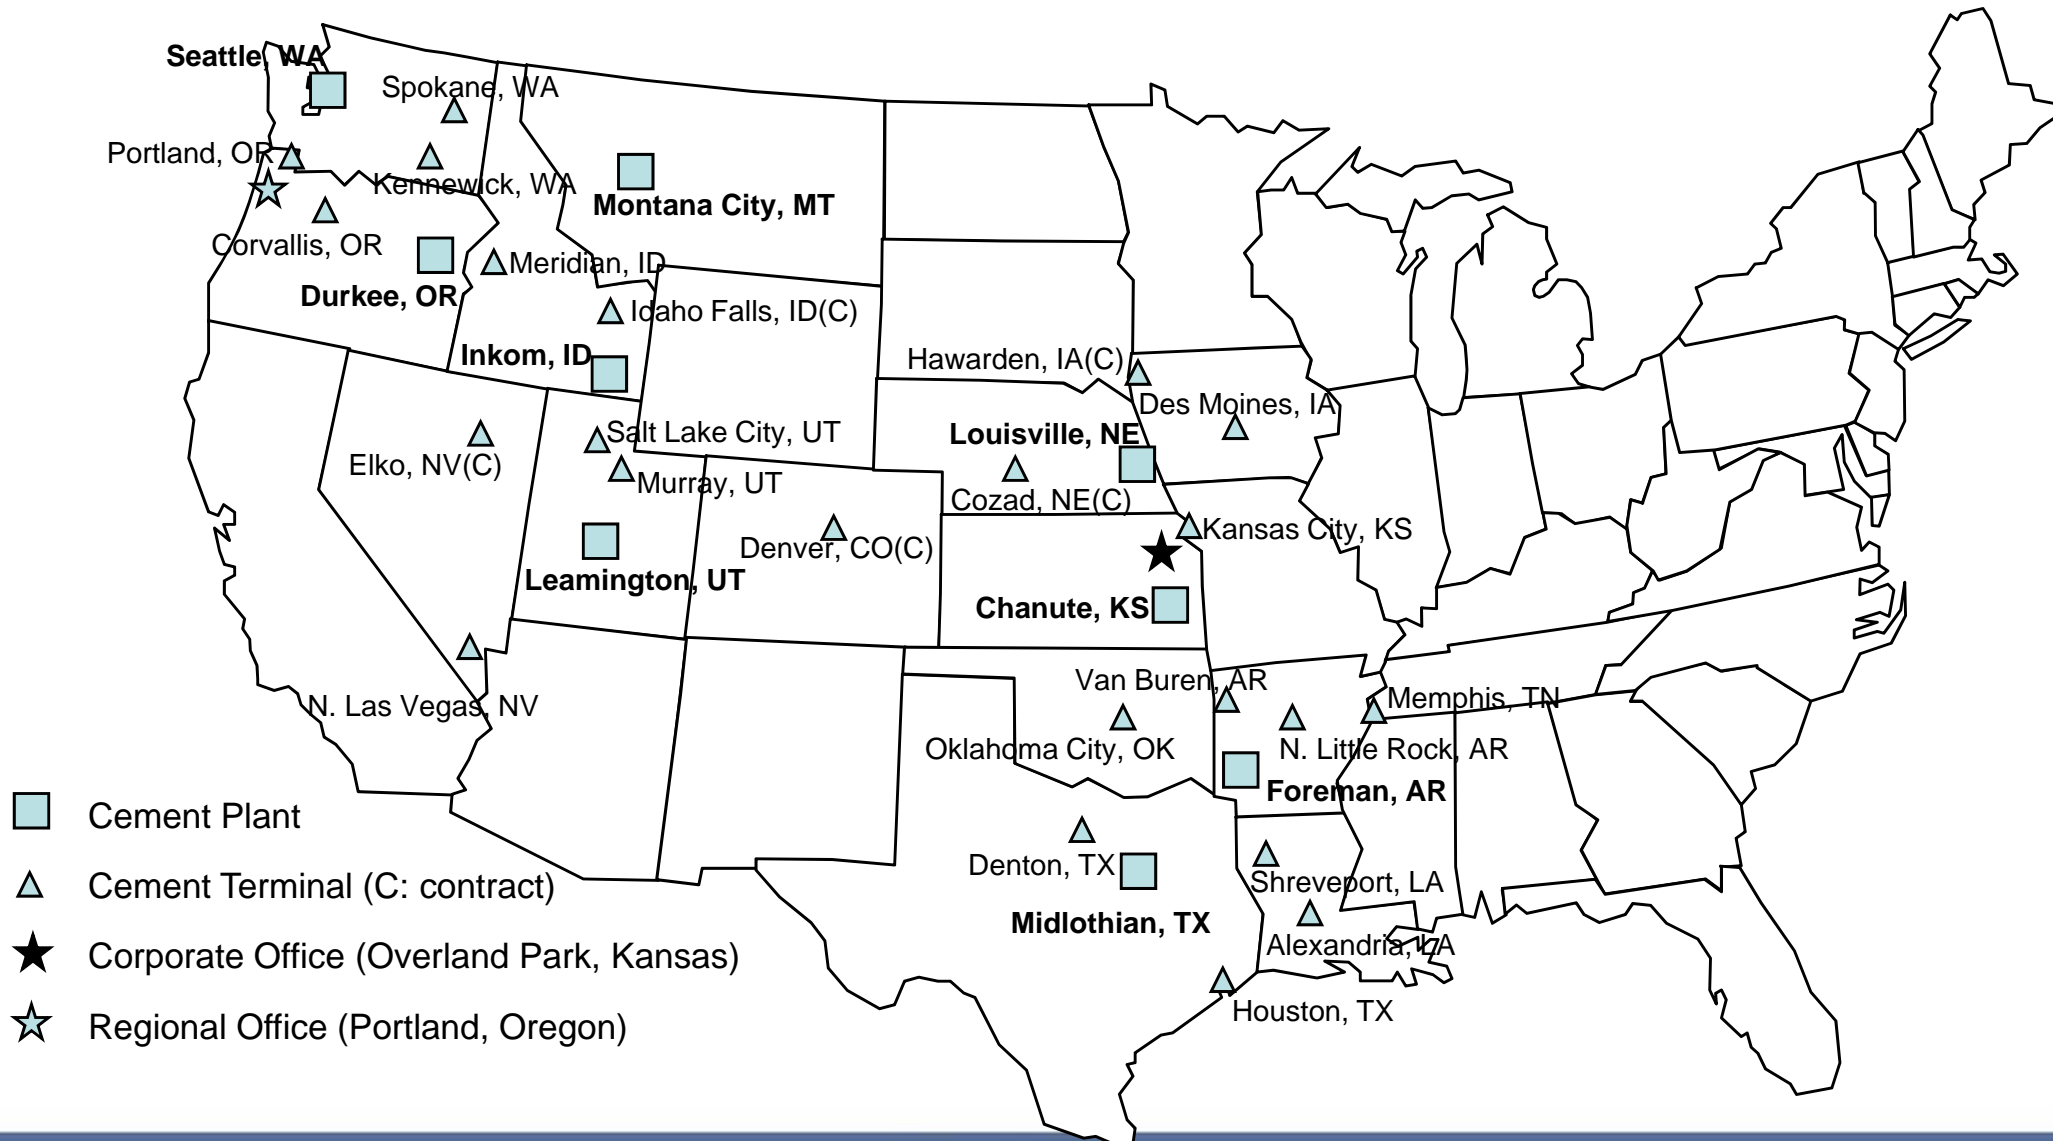 Seattle, WA
Spokane, WA
Portland, OR
Kennewick, WA
Montana City, MT
Corvallis, OR
Meridian, ID
Durkee, OR
Idaho Falls, ID(C)
Inkom, ID
Hawarden, IA(C)
Des Moines, IA
Salt Lake City, UT
Louisville, NE
Elko, NV(C)
Murray, UT
Cozad, NE(C)
Kansas City, KS
Denver, CO(C)
Leamington, UT
Chanute, KS
Van Buren, AR
Memphis, TN
N. Las Vegas, NV
Oklahoma City, OK
N. Little Rock, AR
Foreman, AR
Denton, TX
Shreveport, LA
Midlothian, TX
Alexandria, LA
Houston, TX
Cement Plant
Cement Terminal (C: contract)
Corporate Office (Overland Park, Kansas)
Regional Office (Portland, Oregon)